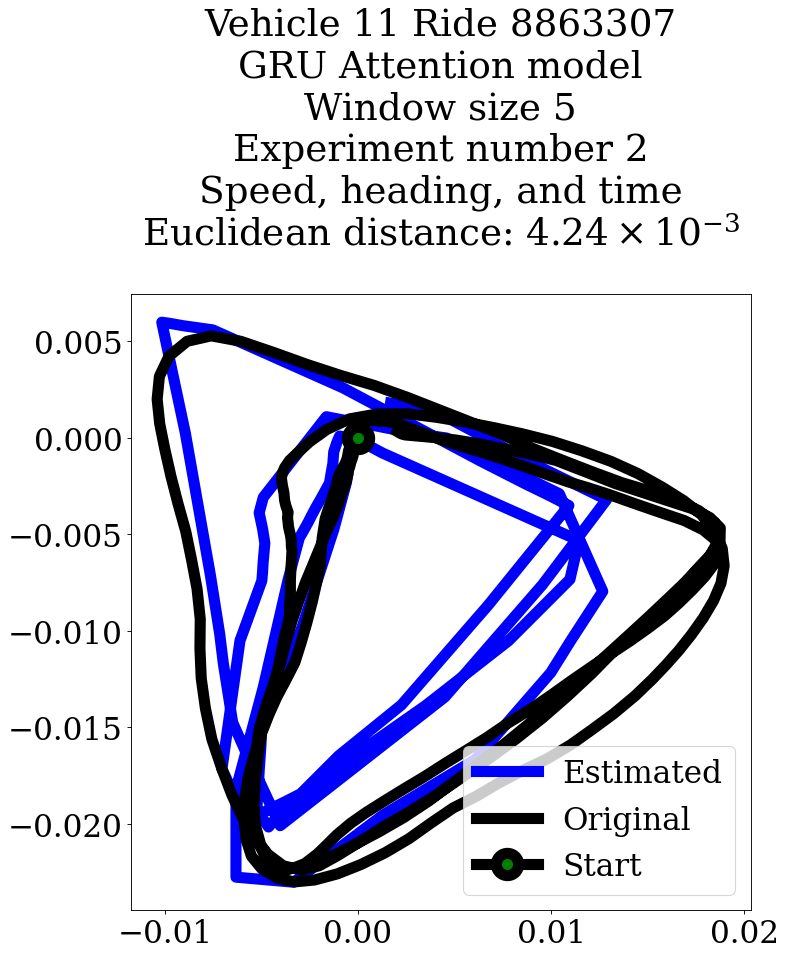 Vehicle 11 Ride 8863307
GRU Attention model
Window size 5
Experiment number 2
Speed, heading, and time
Euclidean distance: 4.24 × 10⁻³
0.005
0.000
−0.005
−0.010
−0.015
−0.020
Estimated
Original
Start
−0.01 0.00 0.01 0.02